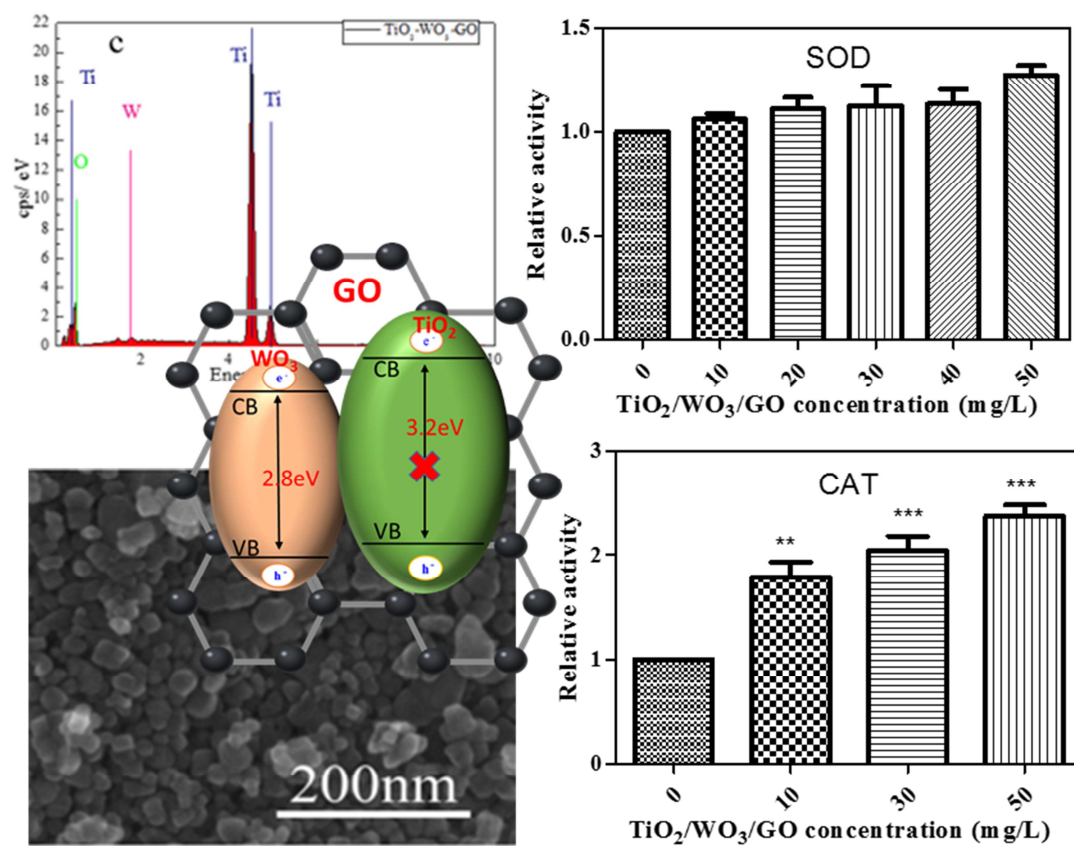 22
20
18
16
14
12
10
8
6
4
2
0
cps/ eV
c
TiO2-WO3-GO
Ti
O
W
Ti
Ti
2
4
10
GO
WO3
e-
CB
2.8eV
VB
h+
TiO2
e-
CB
3.2eV
VB
h+
200nm
SOD
1.5
1.0
0.5
0.0
Relative activity
0
10
20
30
40
50
TiO2/WO3/GO concentration (mg/L)
CAT
3
2
1
0
Relative activity
**
***
***
0
10
30
50
TiO2/WO3/GO concentration (mg/L)